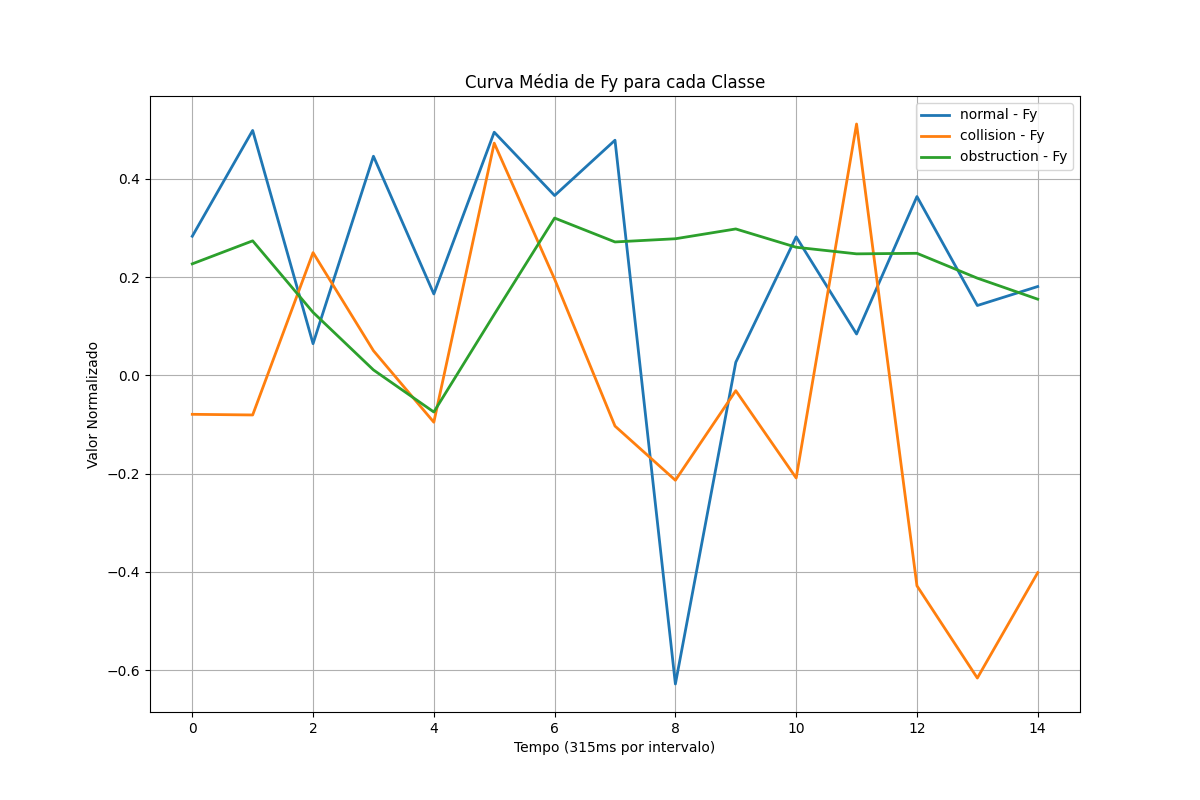 Curva Média de Fy para cada Classe
normal - Fy
collision - Fy
obstruction - Fy
Valor Normalizado
0.4
0.2
0.0
−0.2
−0.4
−0.6
0 2 4 6 8 10 12 14
Tempo (315ms por intervalo)